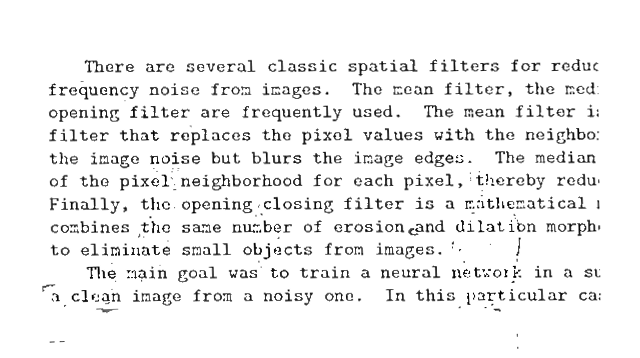 There are several classic spatial filters for reduc
frequency noise from images. The mean filter, the med
opening filter are frequently used. The mean filter i
filter that replaces the pixel values with the neighbo
the image noise but blurs the image edges. The median
of the pixel neighborhood for each pixel, thereby redu
Finally, the opening closing filter is a mathematical
combines the same number of erosion and dilation morph
to eliminate small objects from images.
The main goal was to train a neural network in a su
a clean image from a noisy one. In this particular ca